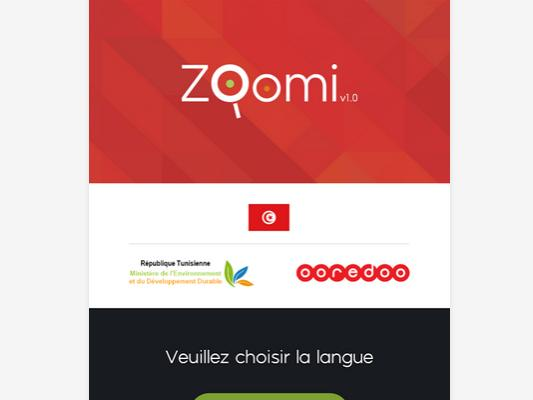 ZOomi v1.0
République Tunisienne
Ministère de l'Environnement
et du Développement Durable
ooredoo
Veuillez choisir la langue